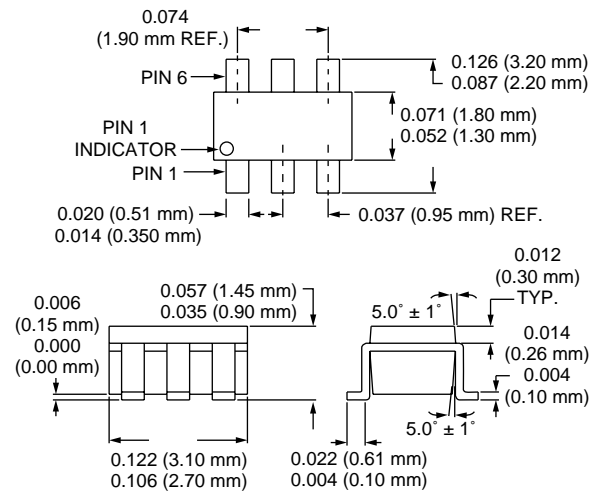 0.074
(1.90 mm REF.)
PIN 6
0.126 (3.20 mm)
0.087 (2.20 mm)
0.071 (1.80 mm)
0.052 (1.30 mm)
PIN 1
INDICATOR
PIN 1
0.020 (0.51 mm)
0.014 (0.350 mm)
0.037 (0.95 mm) REF.
0.006
(0.15 mm)
0.000
(0.00 mm)
0.057 (1.45 mm)
0.035 (0.90 mm)
0.012
(0.30 mm)
TYP.
5.0° ± 1°
0.014
(0.26 mm)
0.004
(0.10 mm)
5.0° ± 1°
0.122 (3.10 mm)
0.106 (2.70 mm)
0.022 (0.61 mm)
0.004 (0.10 mm)